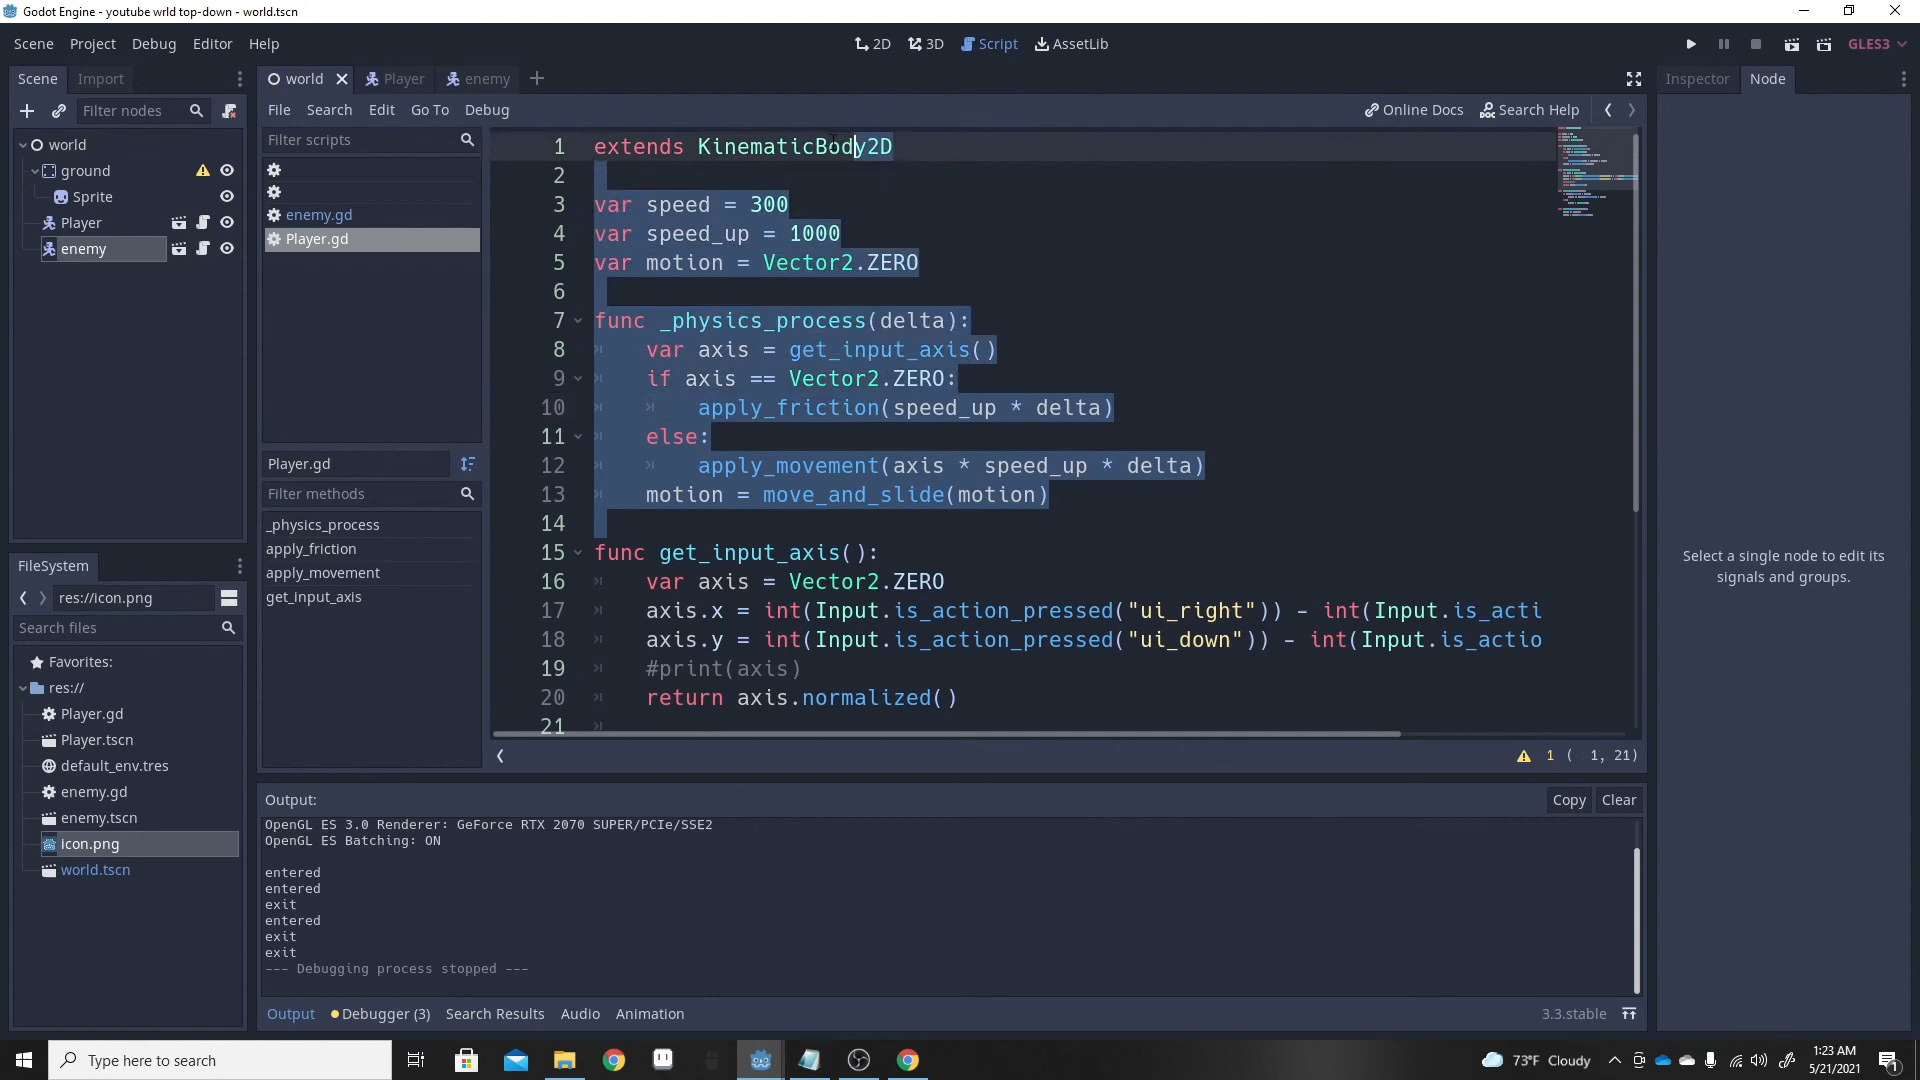 Godot Engine - youtube wrld top-down - world.tscn
Scene Project Debug Editor Help
2D 3D Script AssetLib
GLES3
Scene Import
Filter nodes
world
ground
Sprite
Player
enemy
world Player enemy
File Search Edit Go To Debug
Online Docs Search Help
Filter scripts
enemy.gd
Player.gd
Player.gd
Filter methods
_physics_process
apply_friction
apply_movement
get_input_axis
1 extends KinematicBody2D
2
3 var speed = 300
4 var speed_up = 1000
5 var motion = Vector2.ZERO
6
7 func _physics_process(delta):
8 var axis = get_input_axis()
9 if axis == Vector2.ZERO:
10 apply_friction(speed_up * delta)
11 else:
12 apply_movement(axis * speed_up * delta)
13 motion = move_and_slide(motion)
14
15 func get_input_axis():
16 var axis = Vector2.ZERO
17 axis.x = int(Input.is_action_pressed("ui_right")) - int(Input.is_acti
18 axis.y = int(Input.is_action_pressed("ui_down")) - int(Input.is_actio
19 #print(axis)
20 return axis.normalized()
21
1 ( 1, 21)
Inspector Node
Select a single node to edit its
signals and groups.
FileSystem
res://icon.png
Search files
Favorites:
res://
Player.gd
Player.tscn
default_env.tres
enemy.gd
enemy.tscn
icon.png
world.tscn
Output:
Copy Clear
OpenGL ES 3.0 Renderer: GeForce RTX 2070 SUPER/PCIe/SSE2
OpenGL ES Batching: ON
entered
entered
exit
entered
exit
exit
--- Debugging process stopped ---
Output Debugger (3) Search Results Audio Animation
3.3.stable
Type here to search
73°F Cloudy
1:23 AM
5/21/2021
1